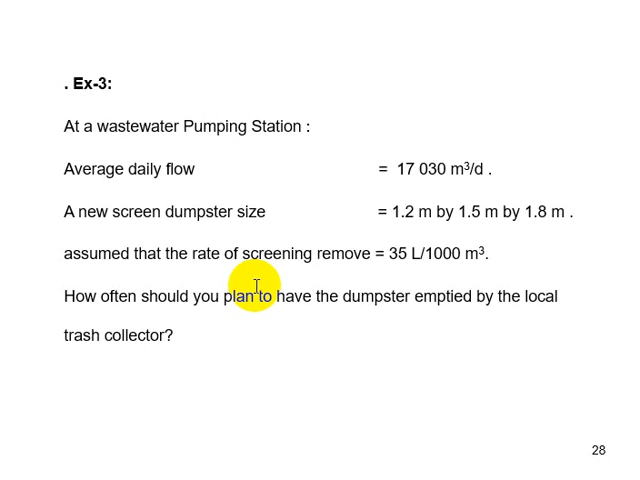 . Ex-3:
At a wastewater Pumping Station :
Average daily flow = 17 030 m³/d .
A new screen dumpster size = 1.2 m by 1.5 m by 1.8 m .
assumed that the rate of screening remove = 35 L/1000 m³.
How often should you plan to have the dumpster emptied by the local
trash collector?
28